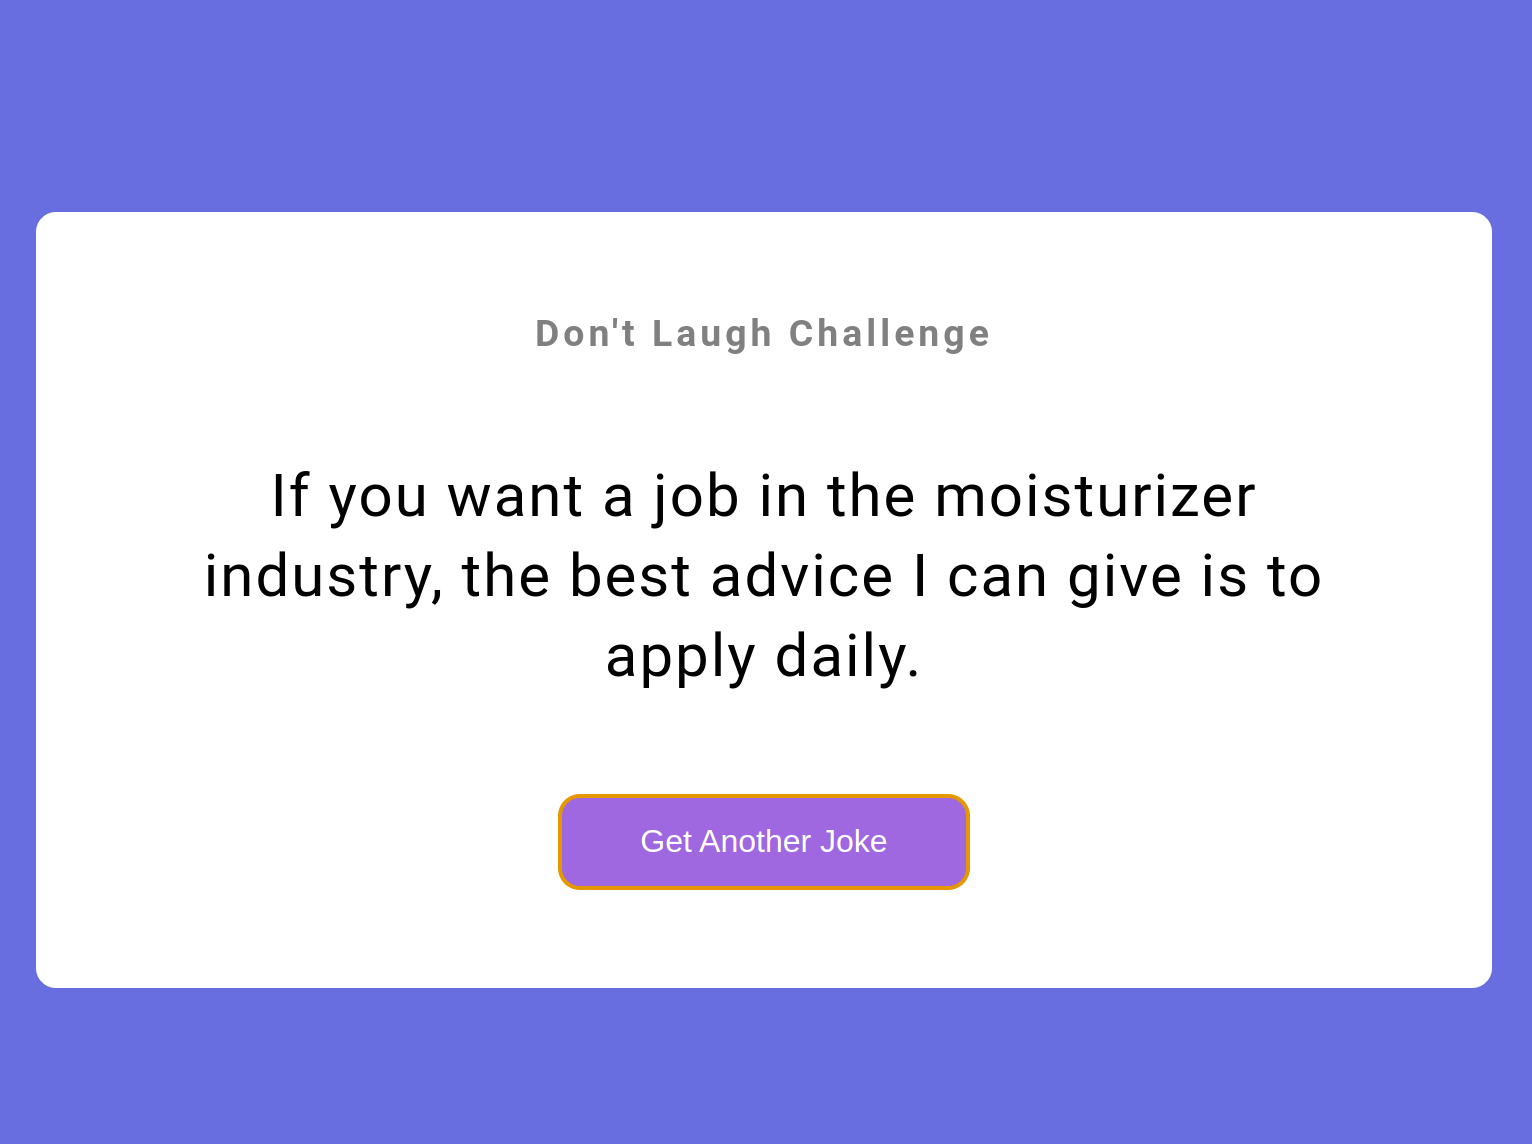 Don't Laugh Challenge
If you want a job in the moisturizer
industry, the best advice I can give is to
apply daily.
Get Another Joke